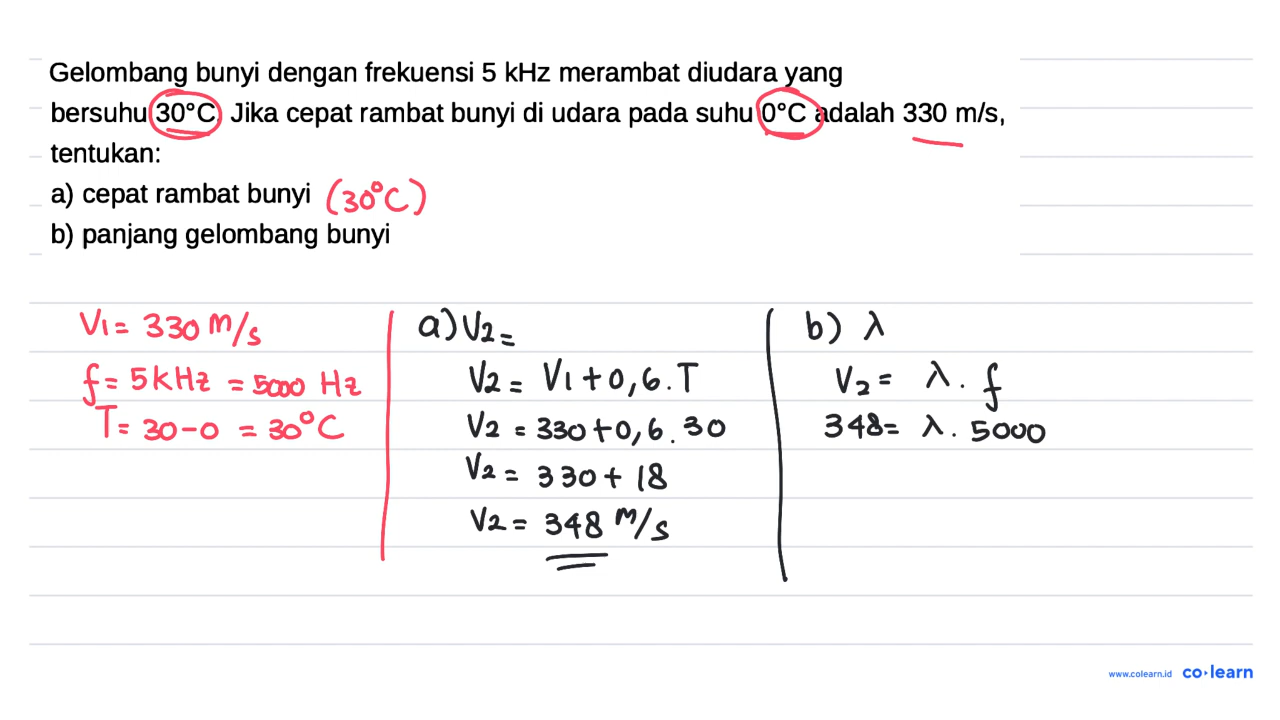 Gelombang bunyi dengan frekuensi 5 kHz merambat diudara yang
bersuhu 30°C. Jika cepat rambat bunyi di udara pada suhu 0°C adalah 330 m/s,
tentukan:
a) cepat rambat bunyi (30°C)
b) panjang gelombang bunyi
V1 = 330 m/s
f = 5 kHz = 5000 Hz
T = 30 - 0 = 30°C
a) V2 =
V2 = V1 + 0,6 . T
V2 = 330 + 0,6 . 30
V2 = 330 + 18
V2 = 348 m/s
b) λ
V2 = λ . f
348 = λ . 5000
www.colearn.id co·learn